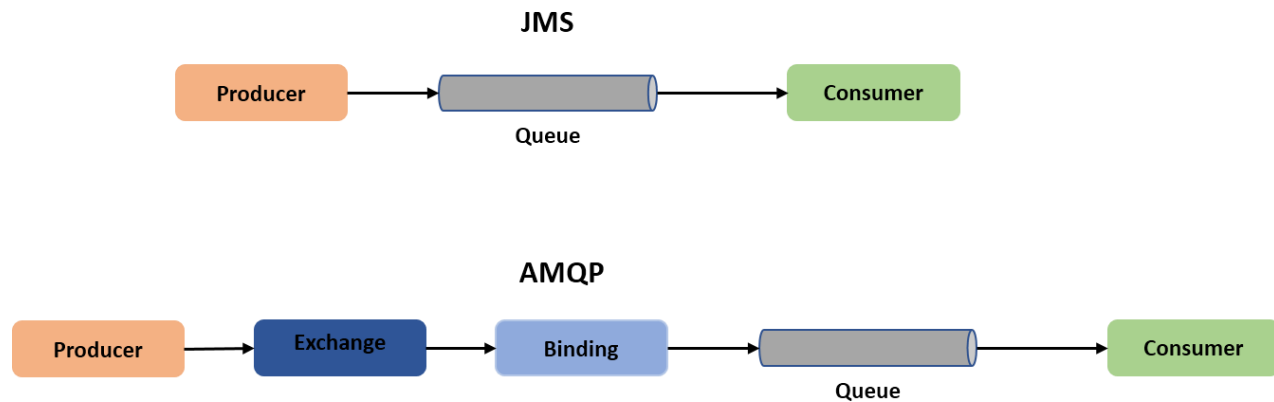 JMS
Producer
Consumer
Queue
AMQP
Producer
Exchange
Binding
Consumer
Queue